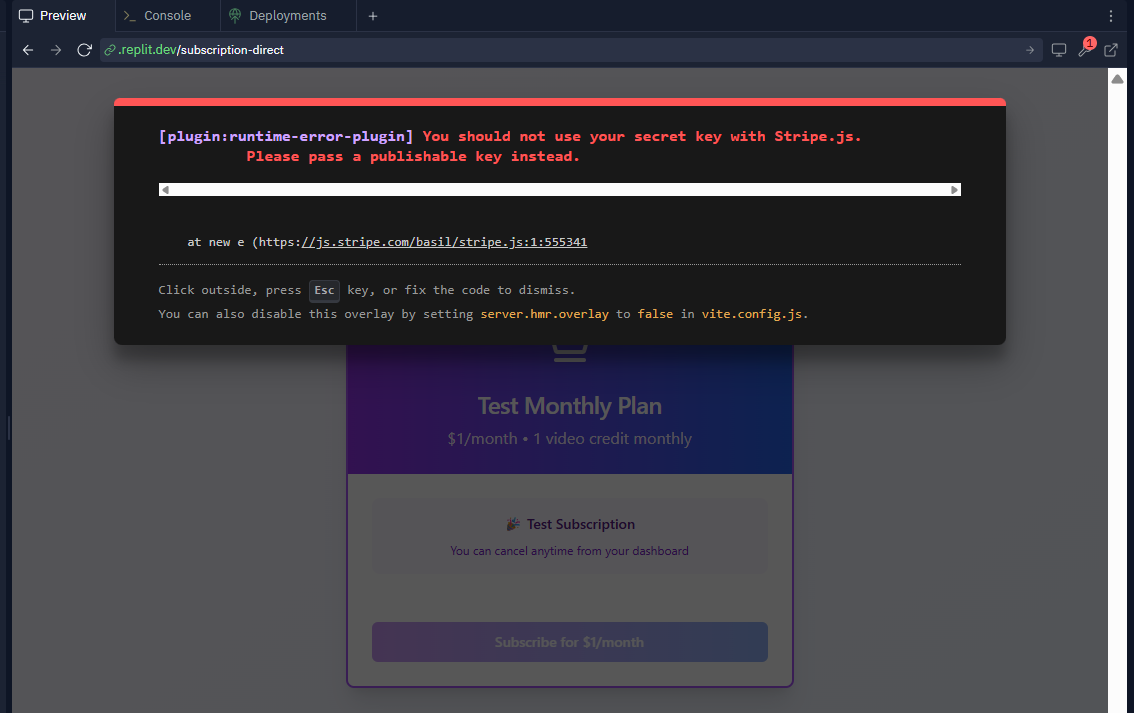 Preview
Console
Deployments
.replit.dev/subscription-direct
1
[plugin:runtime-error-plugin] You should not use your secret key with Stripe.js.
Please pass a publishable key instead.
at new e (https://js.stripe.com/basil/stripe.js:1:555341
Click outside, press Esc key, or fix the code to dismiss.
You can also disable this overlay by setting server.hmr.overlay to false in vite.config.js.
Test Monthly Plan
$1/month • 1 video credit monthly
🎉 Test Subscription
You can cancel anytime from your dashboard
Subscribe for $1/month